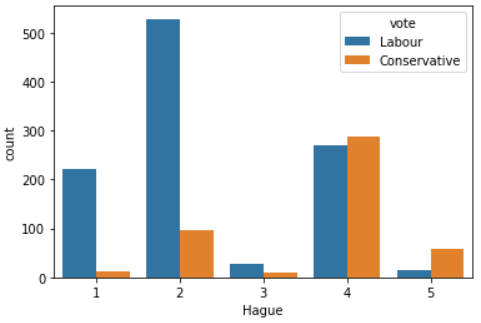 vote
Labour
Conservative
500
400
300
200
100
0
count
1 2 3 4 5
Hague